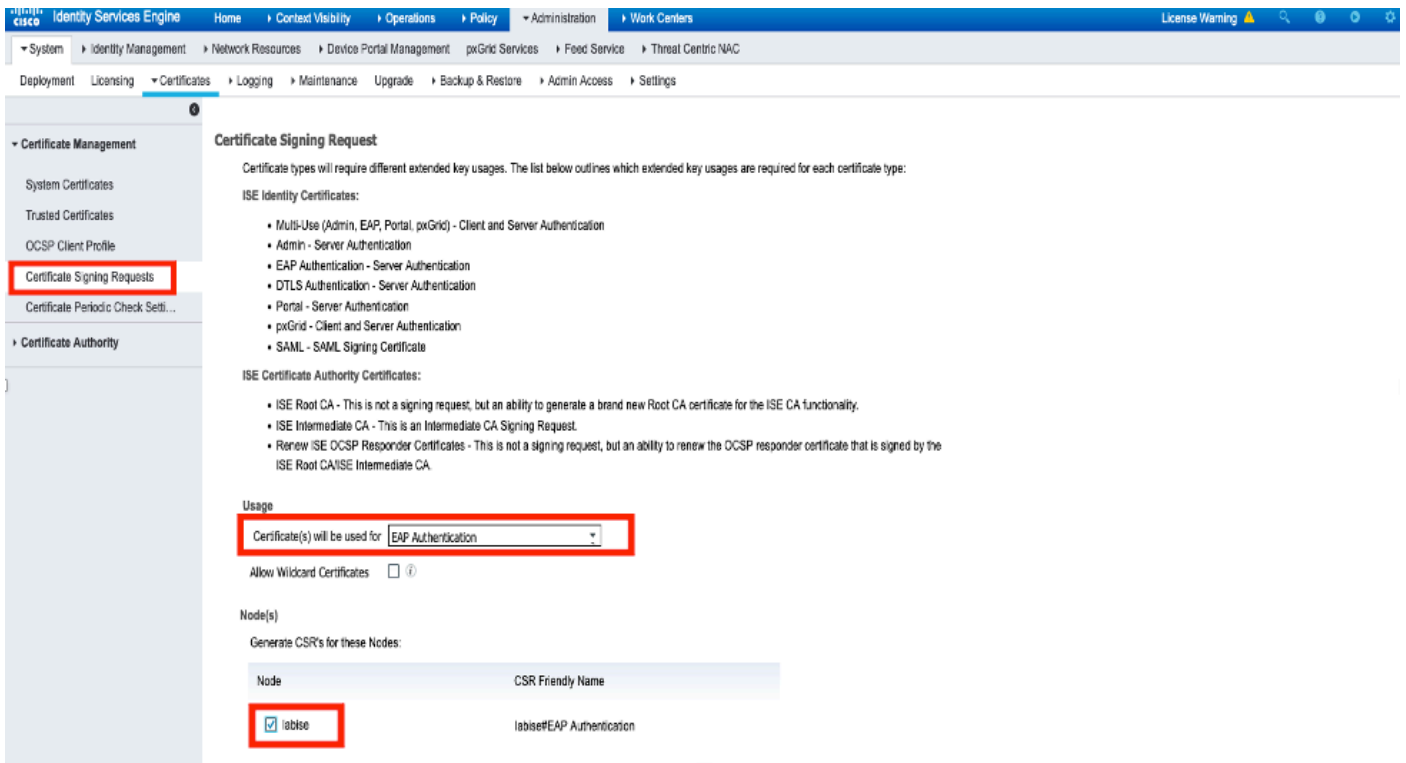 cisco Identity Services Engine Home Context Visibility Operations Policy Administration Work Centers License Warning
System Identity Management Network Resources Device Portal Management pxGrid Services Feed Service Threat Centric NAC
Deployment Licensing Certificates Logging Maintenance Upgrade Backup & Restore Admin Access Settings
Certificate Management
System Certificates
Trusted Certificates
OCSP Client Profile
Certificate Signing Requests
Certificate Periodic Check Setti...
Certificate Authority
Certificate Signing Request
Certificate types will require different extended key usages. The list below outlines which extended key usages are required for each certificate type:
ISE Identity Certificates:
• Multi-Use (Admin, EAP, Portal, pxGrid) - Client and Server Authentication
• Admin - Server Authentication
• EAP Authentication - Server Authentication
• DTLS Authentication - Server Authentication
• Portal - Server Authentication
• pxGrid - Client and Server Authentication
• SAML - SAML Signing Certificate
ISE Certificate Authority Certificates:
• ISE Root CA - This is not a signing request, but an ability to generate a brand new Root CA certificate for the ISE CA functionality.
• ISE Intermediate CA - This is an Intermediate CA Signing Request.
• Renew ISE OCSP Responder Certificates - This is not a signing request, but an ability to renew the OCSP responder certificate that is signed by the
ISE Root CA/ISE Intermediate CA.
Usage
Certificate(s) will be used for EAP Authentication
Allow Wildcard Certificates
Node(s)
Generate CSR's for these Nodes:
Node CSR Friendly Name
labise labise#EAP Authentication